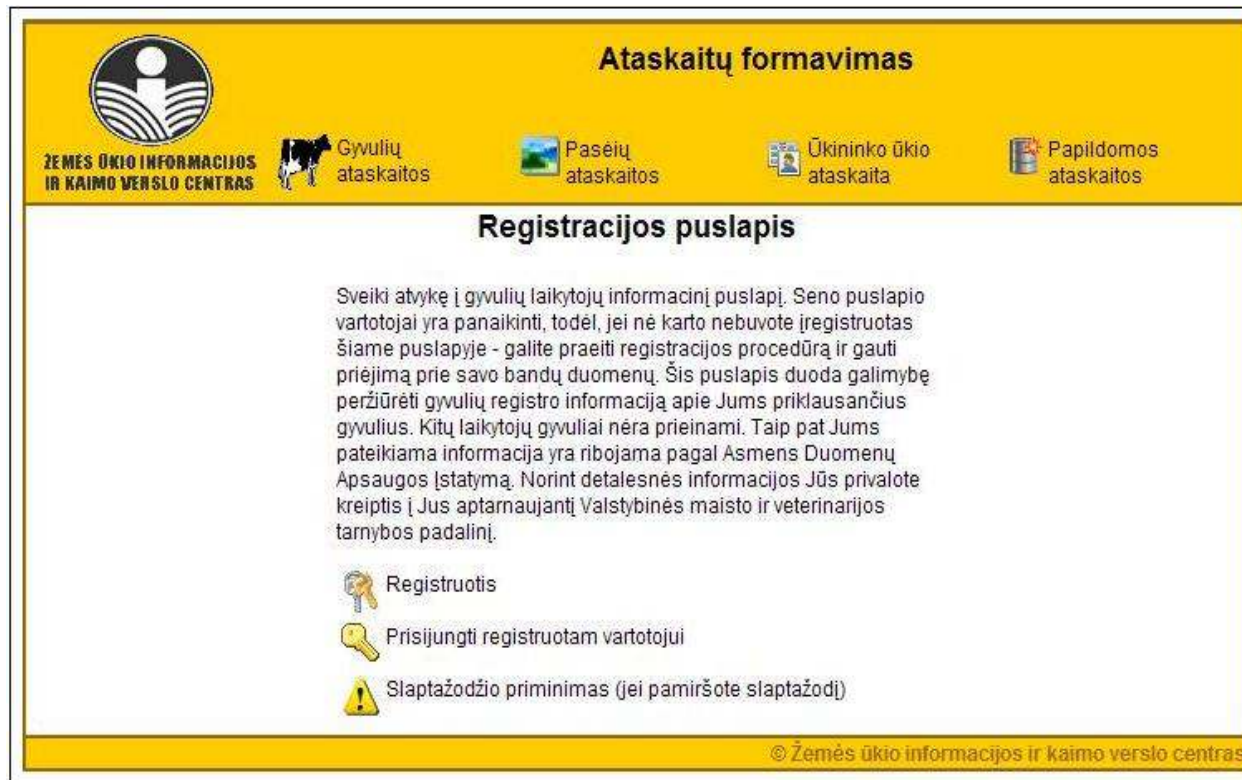 Ataskaitų formavimas
ŽEMĖS ŪKIO INFORMACIJOS
IR KAIMO VERSLO CENTRAS
Gyvulių
ataskaitos
Pasėių
ataskaitos
Ūkininko ūkio
ataskaita
Papildomos
ataskaitos
Registracijos puslapis
Sveiki atvykę į gyvulių laikytojų informacinį puslapį. Seno puslapio
vartotojai yra panaikinti, todėl, jei nė karto nebuvote įregistruotas
šiame puslapyje - galite praeiti registracijos procedūrą ir gauti
priėjimą prie savo bandų duomenų. Šis puslapis duoda galimybę
peržiūrėti gyvulių registro informaciją apie Jums priklausančius
gyvulius. Kitų laikytojų gyvuliai nėra prieinami. Taip pat Jums
pateikiama informacija yra ribojama pagal Asmens Duomenų
Apsaugos Įstatymą. Norint detalesnės informacijos Jūs privalote
kreiptis į Jus aptarnaujantį Valstybinės maisto ir veterinarijos
tarnybos padalinį.
Registruotis
Prisijungti registruotam vartotojui
Slaptažodžio priminimas (jei pamiršote slaptažodį)
© Žemės ūkio informacijos ir kaimo verslo centras